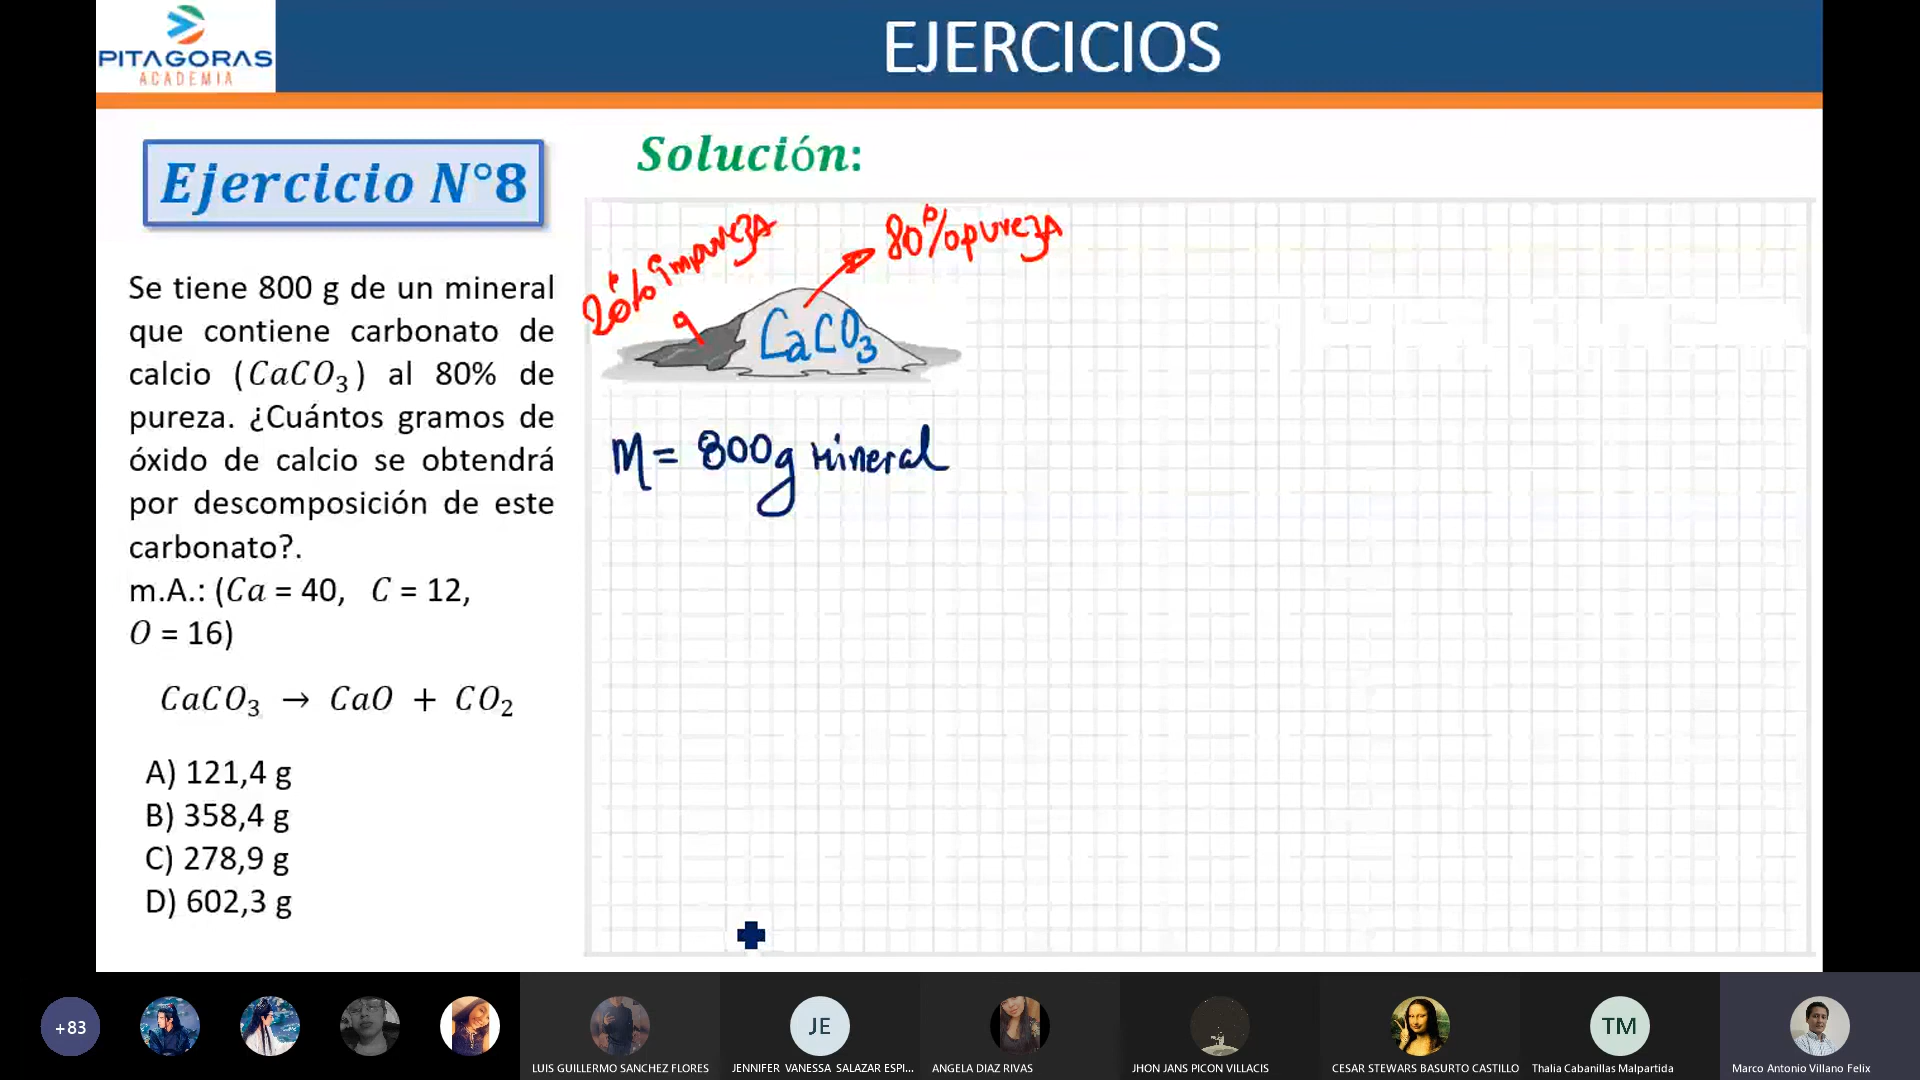 PITAGORAS
ACADEMIA
EJERCICIOS
Ejercicio N°8
Se tiene 800 g de un mineral
que contiene carbonato de
calcio (CaCO₃) al 80% de
pureza. ¿Cuántos gramos de
óxido de calcio se obtendrá
por descomposición de este
carbonato?.
m.A.: (Ca = 40, C = 12,
O = 16)
CaCO₃ → CaO + CO₂
A) 121,4 g
B) 358,4 g
C) 278,9 g
D) 602,3 g
Solución:
20% impureza
80% pureza
CaCO₃
M = 800g mineral
+83
JE
TM
LUIS GUILLERMO SANCHEZ FLORES
JENNIFER VANESSA SALAZAR ESPI...
ANGELA DIAZ RIVAS
JHON JANS PICON VILLACIS
CESAR STEWARS BASURTO CASTILLO
Thalia Cabanillas Malpartida
Marco Antonio Villano Felix